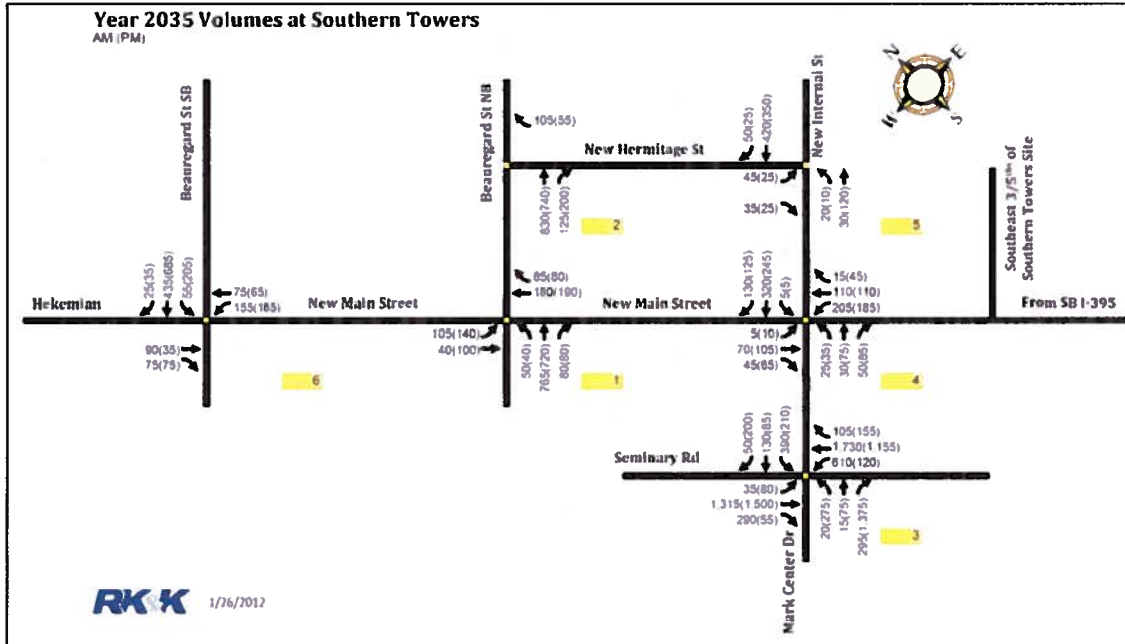 Year 2035 Volumes at Southern Towers
AM (PM)
N
E
S
W
Beauregard St SB
Beauregard St NB
New Internal St
105(55)
50(25)
420(350)
New Hermitage St
45(25)
830(740)
125(200)
2
35(25)
20(10)
30(120)
5
Southeast 3/5ths of
Southern Towers Site
25(35)
435(685)
55(205)
75(65)
155(185)
85(80)
180(190)
130(125)
320(245)
5(5)
15(45)
110(110)
205(185)
Hekemian
New Main Street
New Main Street
From SB I-395
90(35)
75(75)
6
105(140)
40(100)
50(40)
765(720)
80(80)
1
5(10)
70(105)
45(65)
25(35)
30(75)
50(85)
4
50(200)
130(85)
390(210)
105(155)
1,730(1,155)
610(120)
Seminary Rd
35(80)
1,315(1,500)
290(55)
20(275)
15(75)
295(1,375)
3
Mark Center Dr
RK&K
1/26/2012